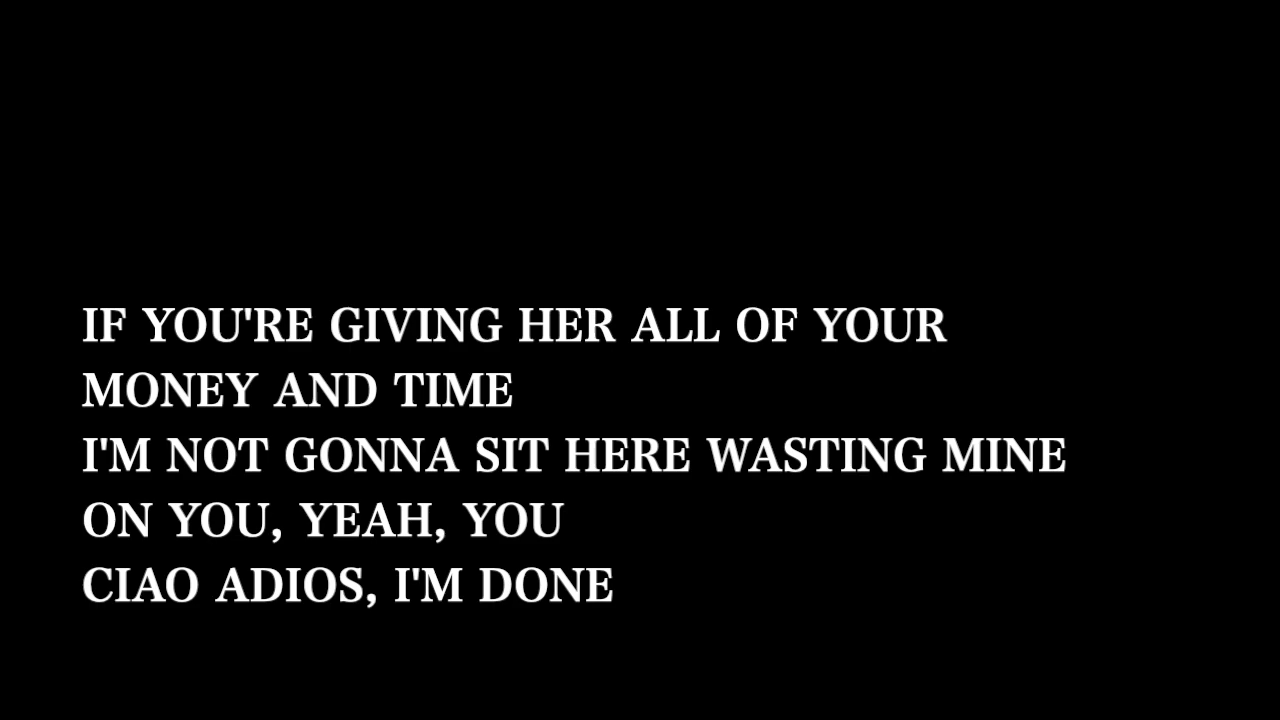 IF YOU'RE GIVING HER ALL OF YOUR
MONEY AND TIME
I'M NOT GONNA SIT HERE WASTING MINE
ON YOU, YEAH, YOU
CIAO ADIOS, I'M DONE